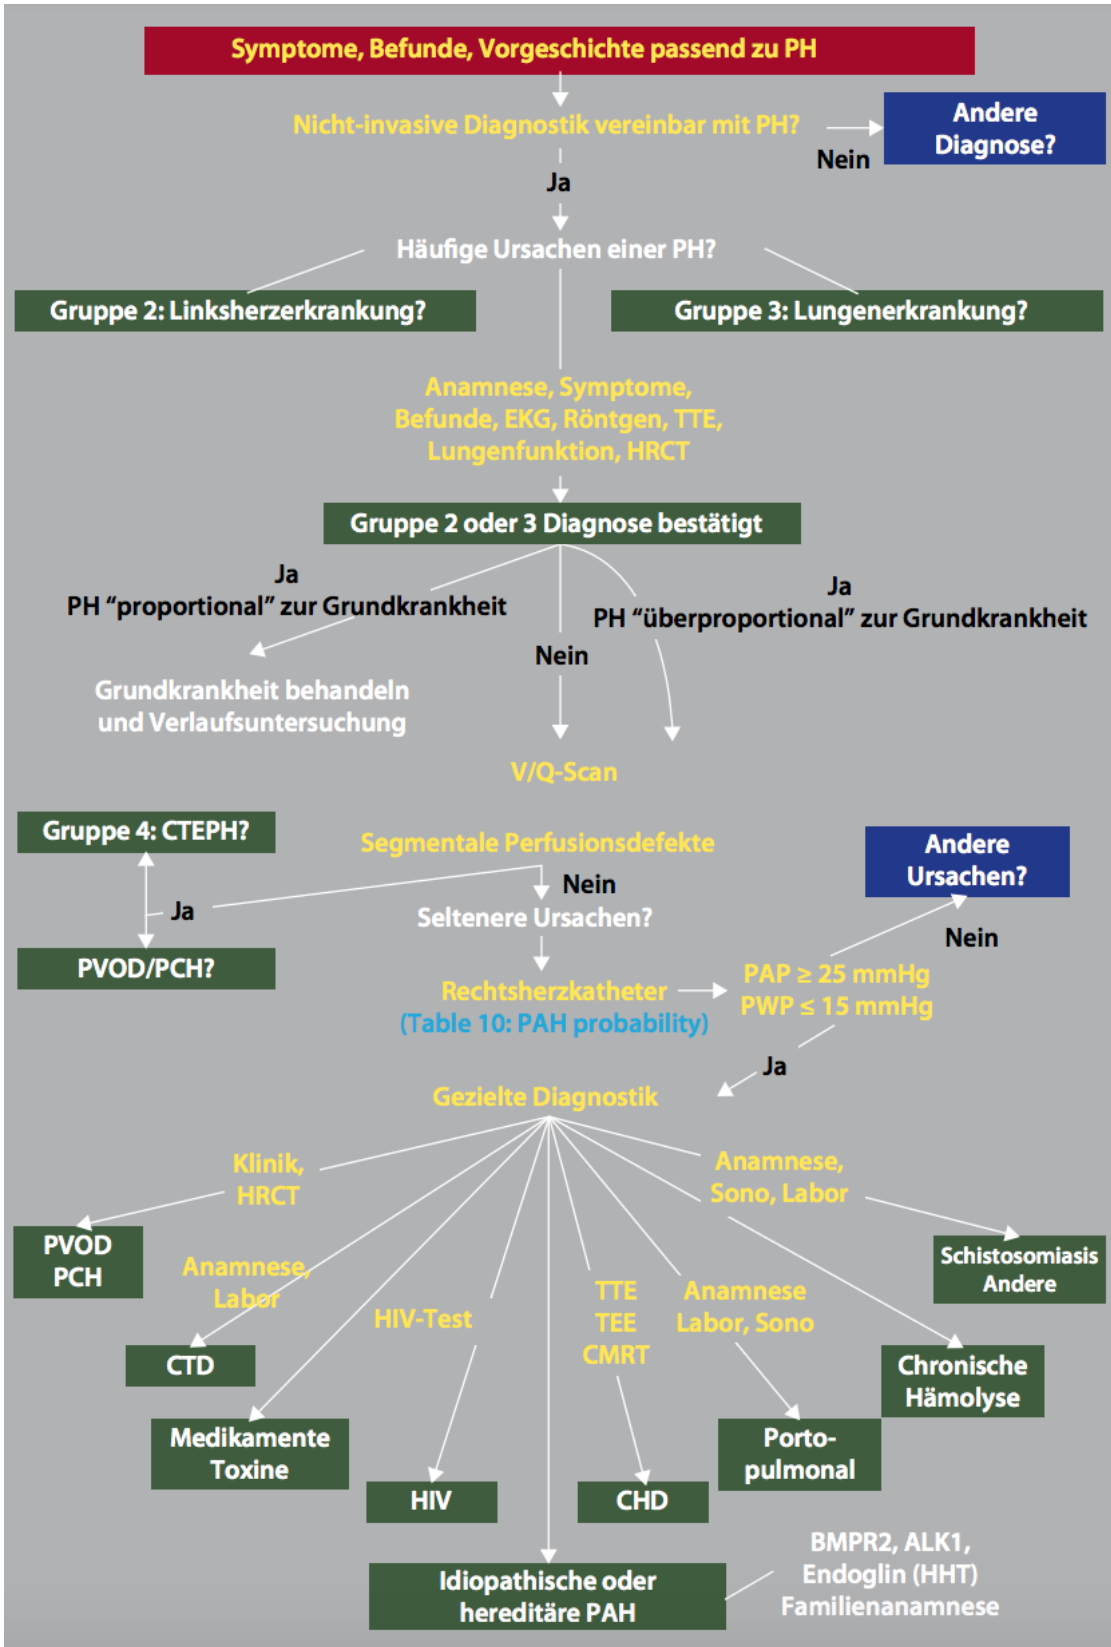 Symptome, Befunde, Vorgeschichte passend zu PH
Nicht-invasive Diagnostik vereinbar mit PH?
Andere
Diagnose?
Nein
Ja
Häufige Ursachen einer PH?
Gruppe 2: Linksherzerkrankung?
Gruppe 3: Lungenerkrankung?
Anamnese, Symptome,
Befunde, EKG, Röntgen, TTE,
Lungenfunktion, HRCT
Gruppe 2 oder 3 Diagnose bestätigt
Ja
PH “proportional” zur Grundkrankheit
Ja
PH “überproportional” zur Grundkrankheit
Nein
Grundkrankheit behandeln
und Verlaufsuntersuchung
V/Q-Scan
Gruppe 4: CTEPH?
Segmentale Perfusionsdefekte
Andere
Ursachen?
Nein
Ja
Seltenere Ursachen?
Nein
PVOD/PCH?
Rechtsherzkatheter
(Table 10: PAH probability)
PAP ≥ 25 mmHg
PWP ≤ 15 mmHg
Ja
Gezielte Diagnostik
Klinik,
HRCT
Anamnese,
Sono, Labor
PVOD
PCH
Schistosomiasis
Andere
Anamnese,
Labor
HIV-Test
TTE
TEE
CMRT
Anamnese
Labor, Sono
CTD
Chronische
Hämolyse
Medikamente
Toxine
Porto-
pulmonal
HIV
CHD
BMPR2, ALK1,
Endoglin (HHT)
Familienanamnese
Idiopathische oder
hereditäre PAH